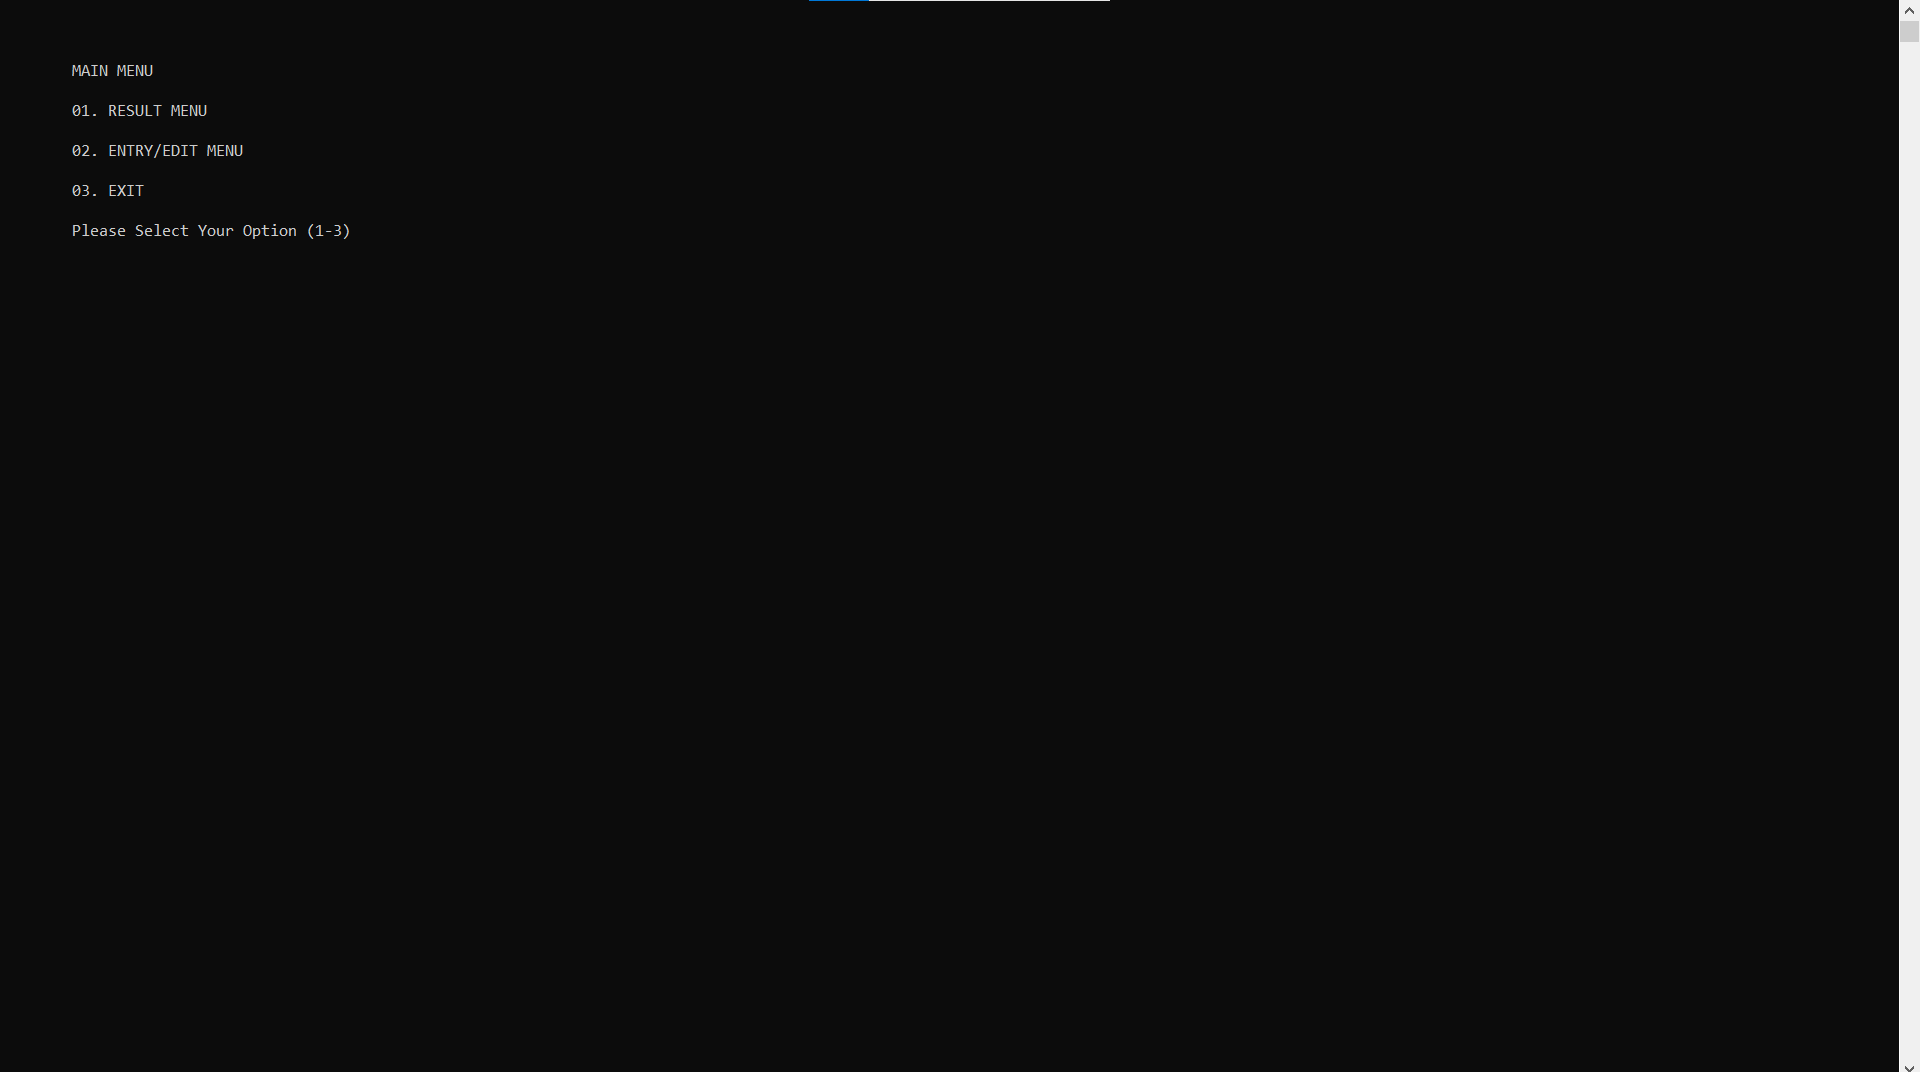 MAIN MENU
01. RESULT MENU
02. ENTRY/EDIT MENU
03. EXIT
Please Select Your Option (1-3)